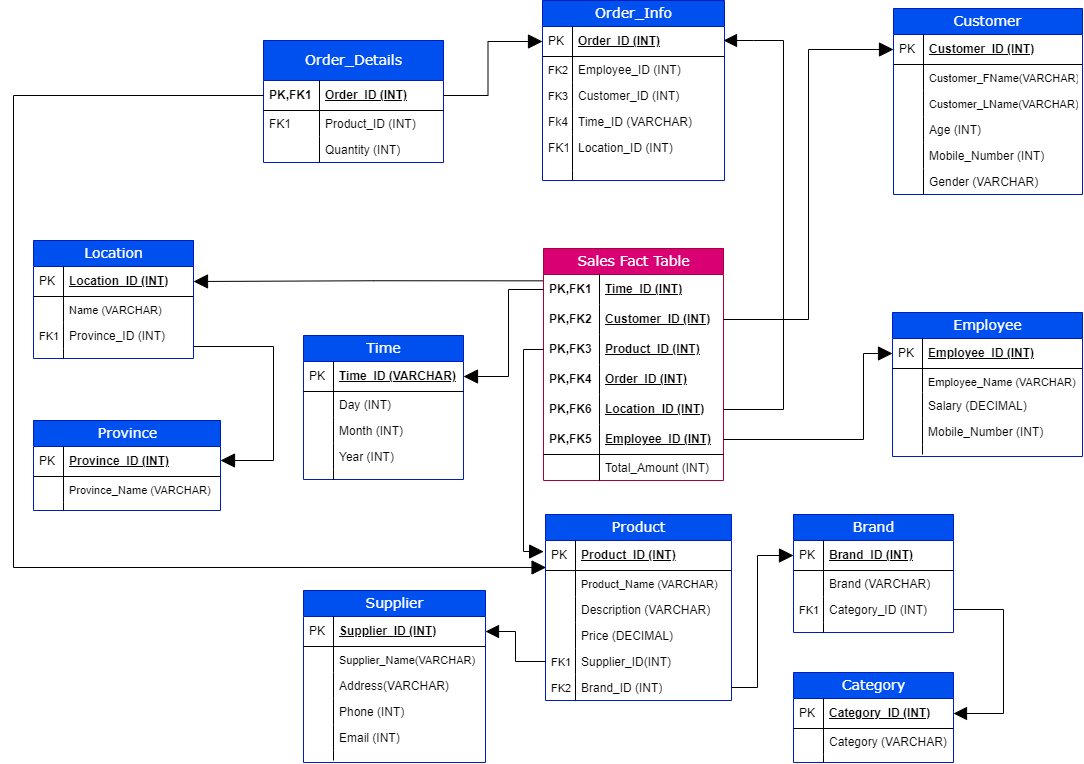 Order_Info
PK Order_ID (INT)
FK2 Employee_ID (INT)
FK3 Customer_ID (INT)
Fk4 Time_ID (VARCHAR)
FK1 Location_ID (INT)
Customer
PK Customer_ID (INT)
Customer_FName(VARCHAR)
Customer_LName(VARCHAR)
Age (INT)
Mobile_Number (INT)
Gender (VARCHAR)
Order_Details
PK,FK1 Order_ID (INT)
FK1 Product_ID (INT)
Quantity (INT)
Location
PK Location_ID (INT)
Name (VARCHAR)
FK1 Province_ID (INT)
Sales Fact Table
PK,FK1 Time_ID (INT)
PK,FK2 Customer_ID (INT)
PK,FK3 Product_ID (INT)
PK,FK4 Order_ID (INT)
PK,FK6 Location_ID (INT)
PK,FK5 Employee_ID (INT)
Total_Amount (INT)
Employee
PK Employee_ID (INT)
Employee_Name (VARCHAR)
Salary (DECIMAL)
Mobile_Number (INT)
Time
PK Time_ID (VARCHAR)
Day (INT)
Month (INT)
Year (INT)
Province
PK Province_ID (INT)
Province_Name (VARCHAR)
Product
PK Product_ID (INT)
Product_Name (VARCHAR)
Description (VARCHAR)
Price (DECIMAL)
FK1 Supplier_ID(INT)
FK2 Brand_ID (INT)
Brand
PK Brand_ID (INT)
Brand (VARCHAR)
FK1 Category_ID (INT)
Supplier
PK Supplier_ID (INT)
Supplier_Name(VARCHAR)
Address(VARCHAR)
Phone (INT)
Email (INT)
Category
PK Category_ID (INT)
Category (VARCHAR)